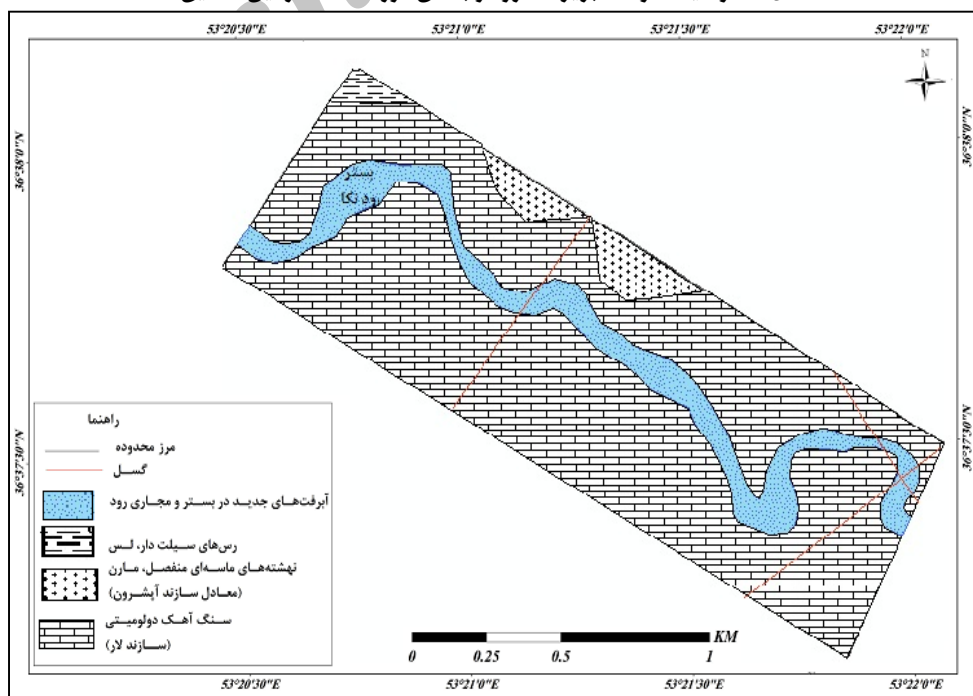 53°20'30"E 53°21'0"E 53°21'30"E 53°22'0"E
N
36°38'0"N
36°38'0"N
بستر
رود نکا
36°37'30"N
36°37'30"N
راهنما
مرز محدوده
گسل
آبرفت‌های جدید در بستر و مجاری رود
رس‌های سیلت دار، لس
نهشته‌های ماسه‌ای منفصل، مارن
(معادل سازند آپشرون)
سنگ آهک دولومیتی
(سازند لار)
KM
0 0.25 0.5 1
53°20'30"E 53°21'0"E 53°21'30"E 53°22'0"E